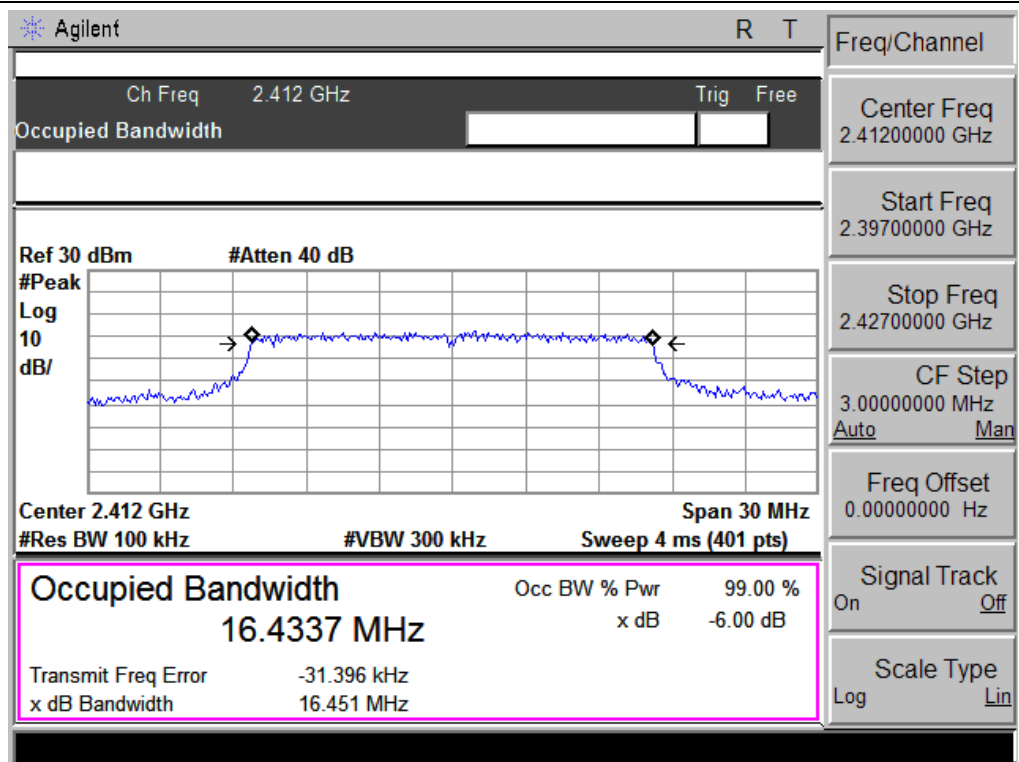 Agilent R T
Ch Freq 2.412 GHz Trig Free
Occupied Bandwidth
Ref 30 dBm #Atten 40 dB
#Peak
Log
10
dB/
Center 2.412 GHz Span 30 MHz
#Res BW 100 kHz #VBW 300 kHz Sweep 4 ms (401 pts)
Occupied Bandwidth Occ BW % Pwr 99.00 %
16.4337 MHz x dB -6.00 dB
Transmit Freq Error -31.396 kHz
x dB Bandwidth 16.451 MHz
Freq/Channel
Center Freq
2.41200000 GHz
Start Freq
2.39700000 GHz
Stop Freq
2.42700000 GHz
CF Step
3.00000000 MHz
Auto Man
Freq Offset
0.00000000 Hz
Signal Track
On Off
Scale Type
Log Lin